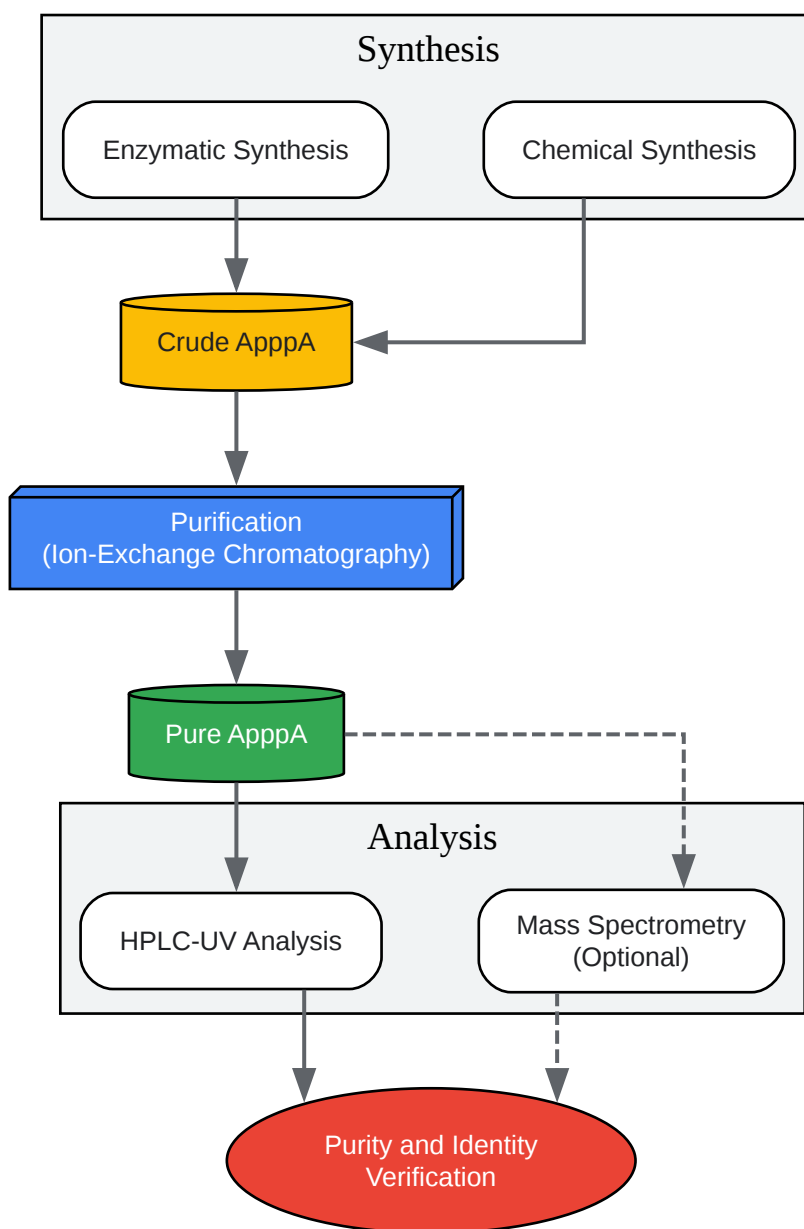 Synthesis
Enzymatic Synthesis
Chemical Synthesis
Crude ApppA
Purification
(Ion-Exchange Chromatography)
Pure ApppA
Analysis
HPLC-UV Analysis
Mass Spectrometry
(Optional)
Purity and Identity
Verification